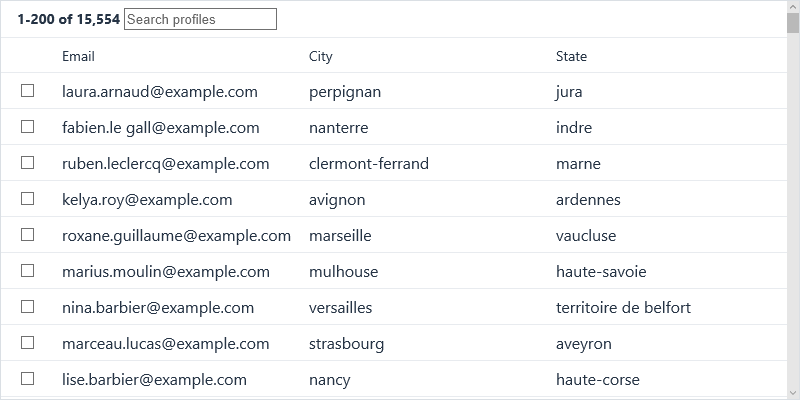 1-200 of 15,554 Search profiles
Email City State
laura.arnaud@example.com perpignan jura
fabien.le gall@example.com nanterre indre
ruben.leclercq@example.com clermont-ferrand marne
kelya.roy@example.com avignon ardennes
roxane.guillaume@example.com marseille vaucluse
marius.moulin@example.com mulhouse haute-savoie
nina.barbier@example.com versailles territoire de belfort
marceau.lucas@example.com strasbourg aveyron
lise.barbier@example.com nancy haute-corse